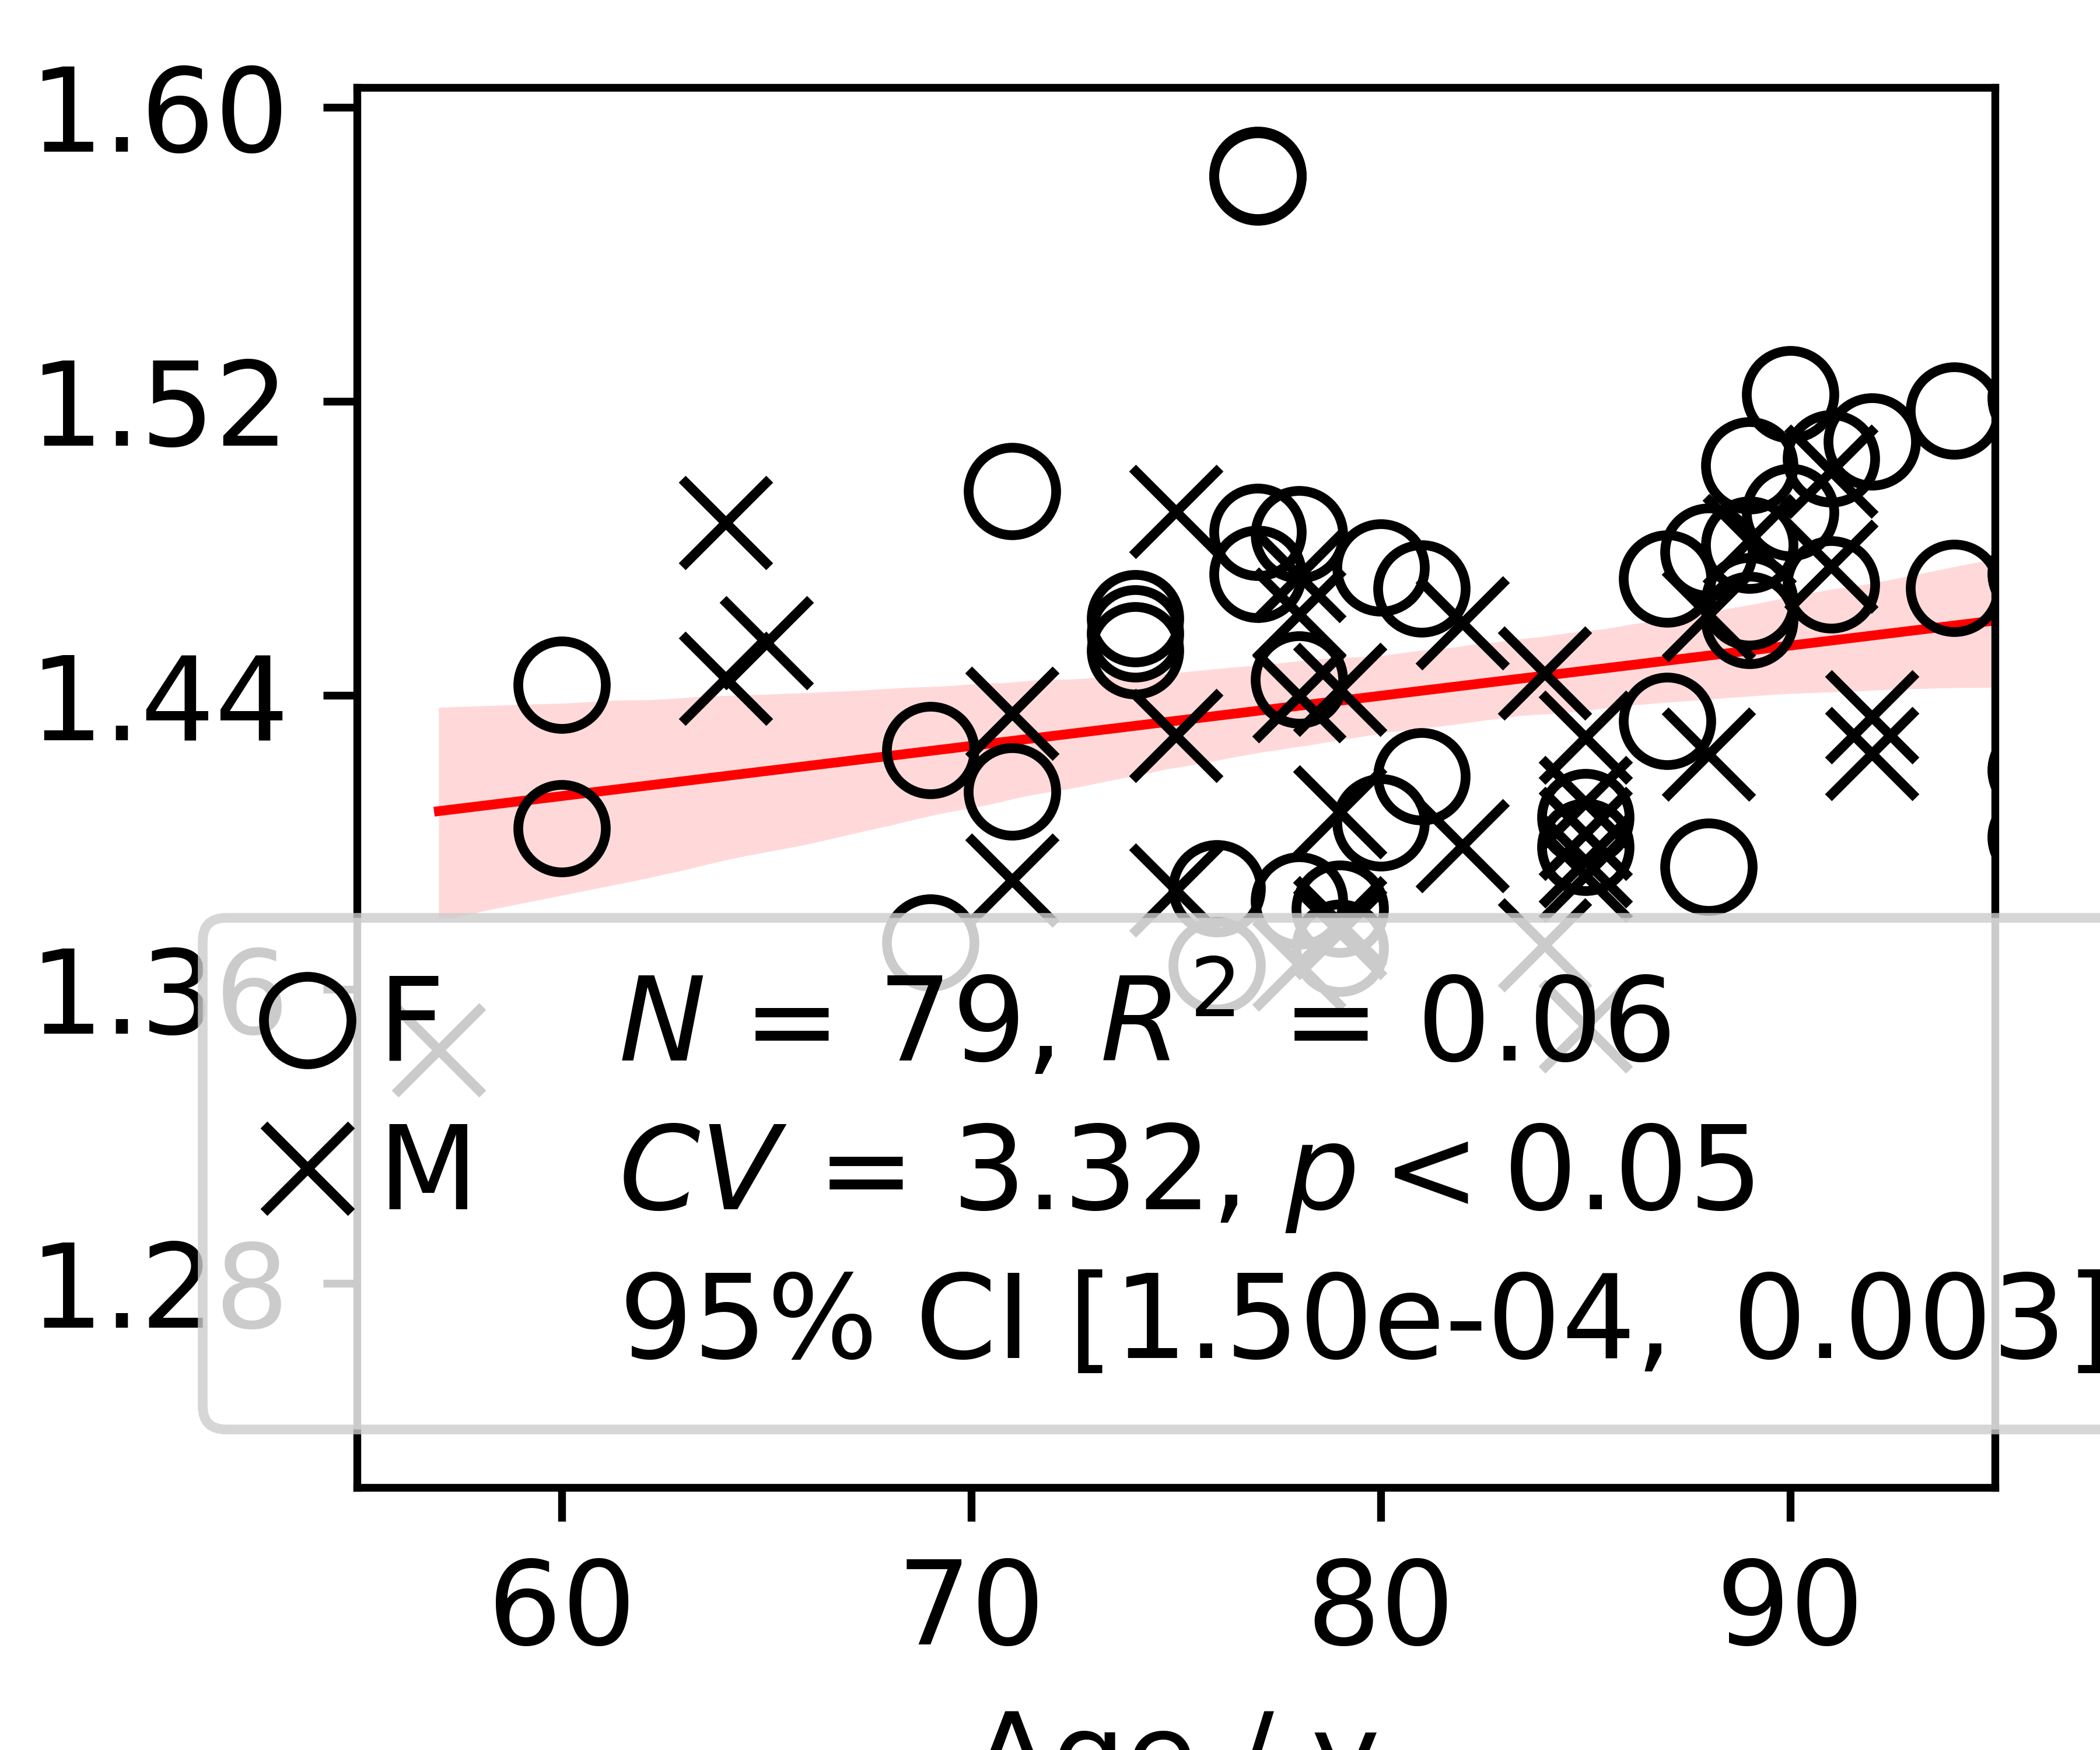 1.60
1.52
1.44
1.36
F N = 79, R² = 0.06
M CV = 3.32, p < 0.05
1.28
95% CI [1.50e-04, 0.003]
60 70 80 90
Age / y